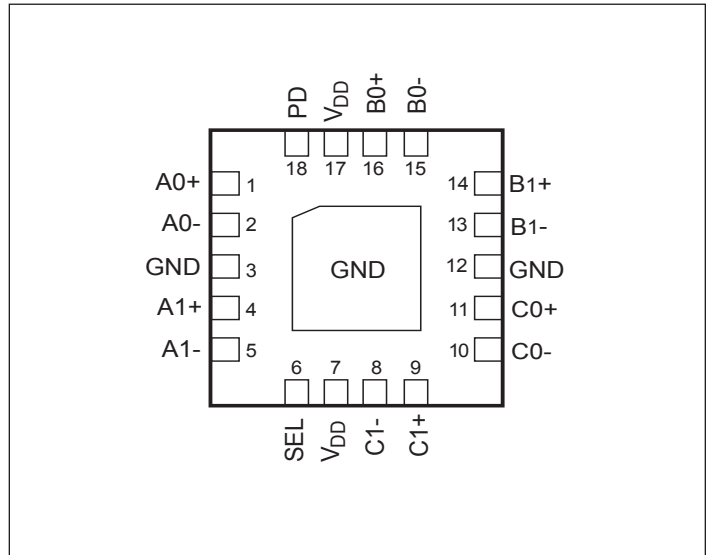 PD VDD B0+ B0-
18 17 16 15
A0+ 1 14 B1+
A0- 2 13 B1-
GND 3 GND 12 GND
A1+ 4 11 C0+
A1- 5 10 C0-
6 7 8 9
SEL VDD C1- C1+